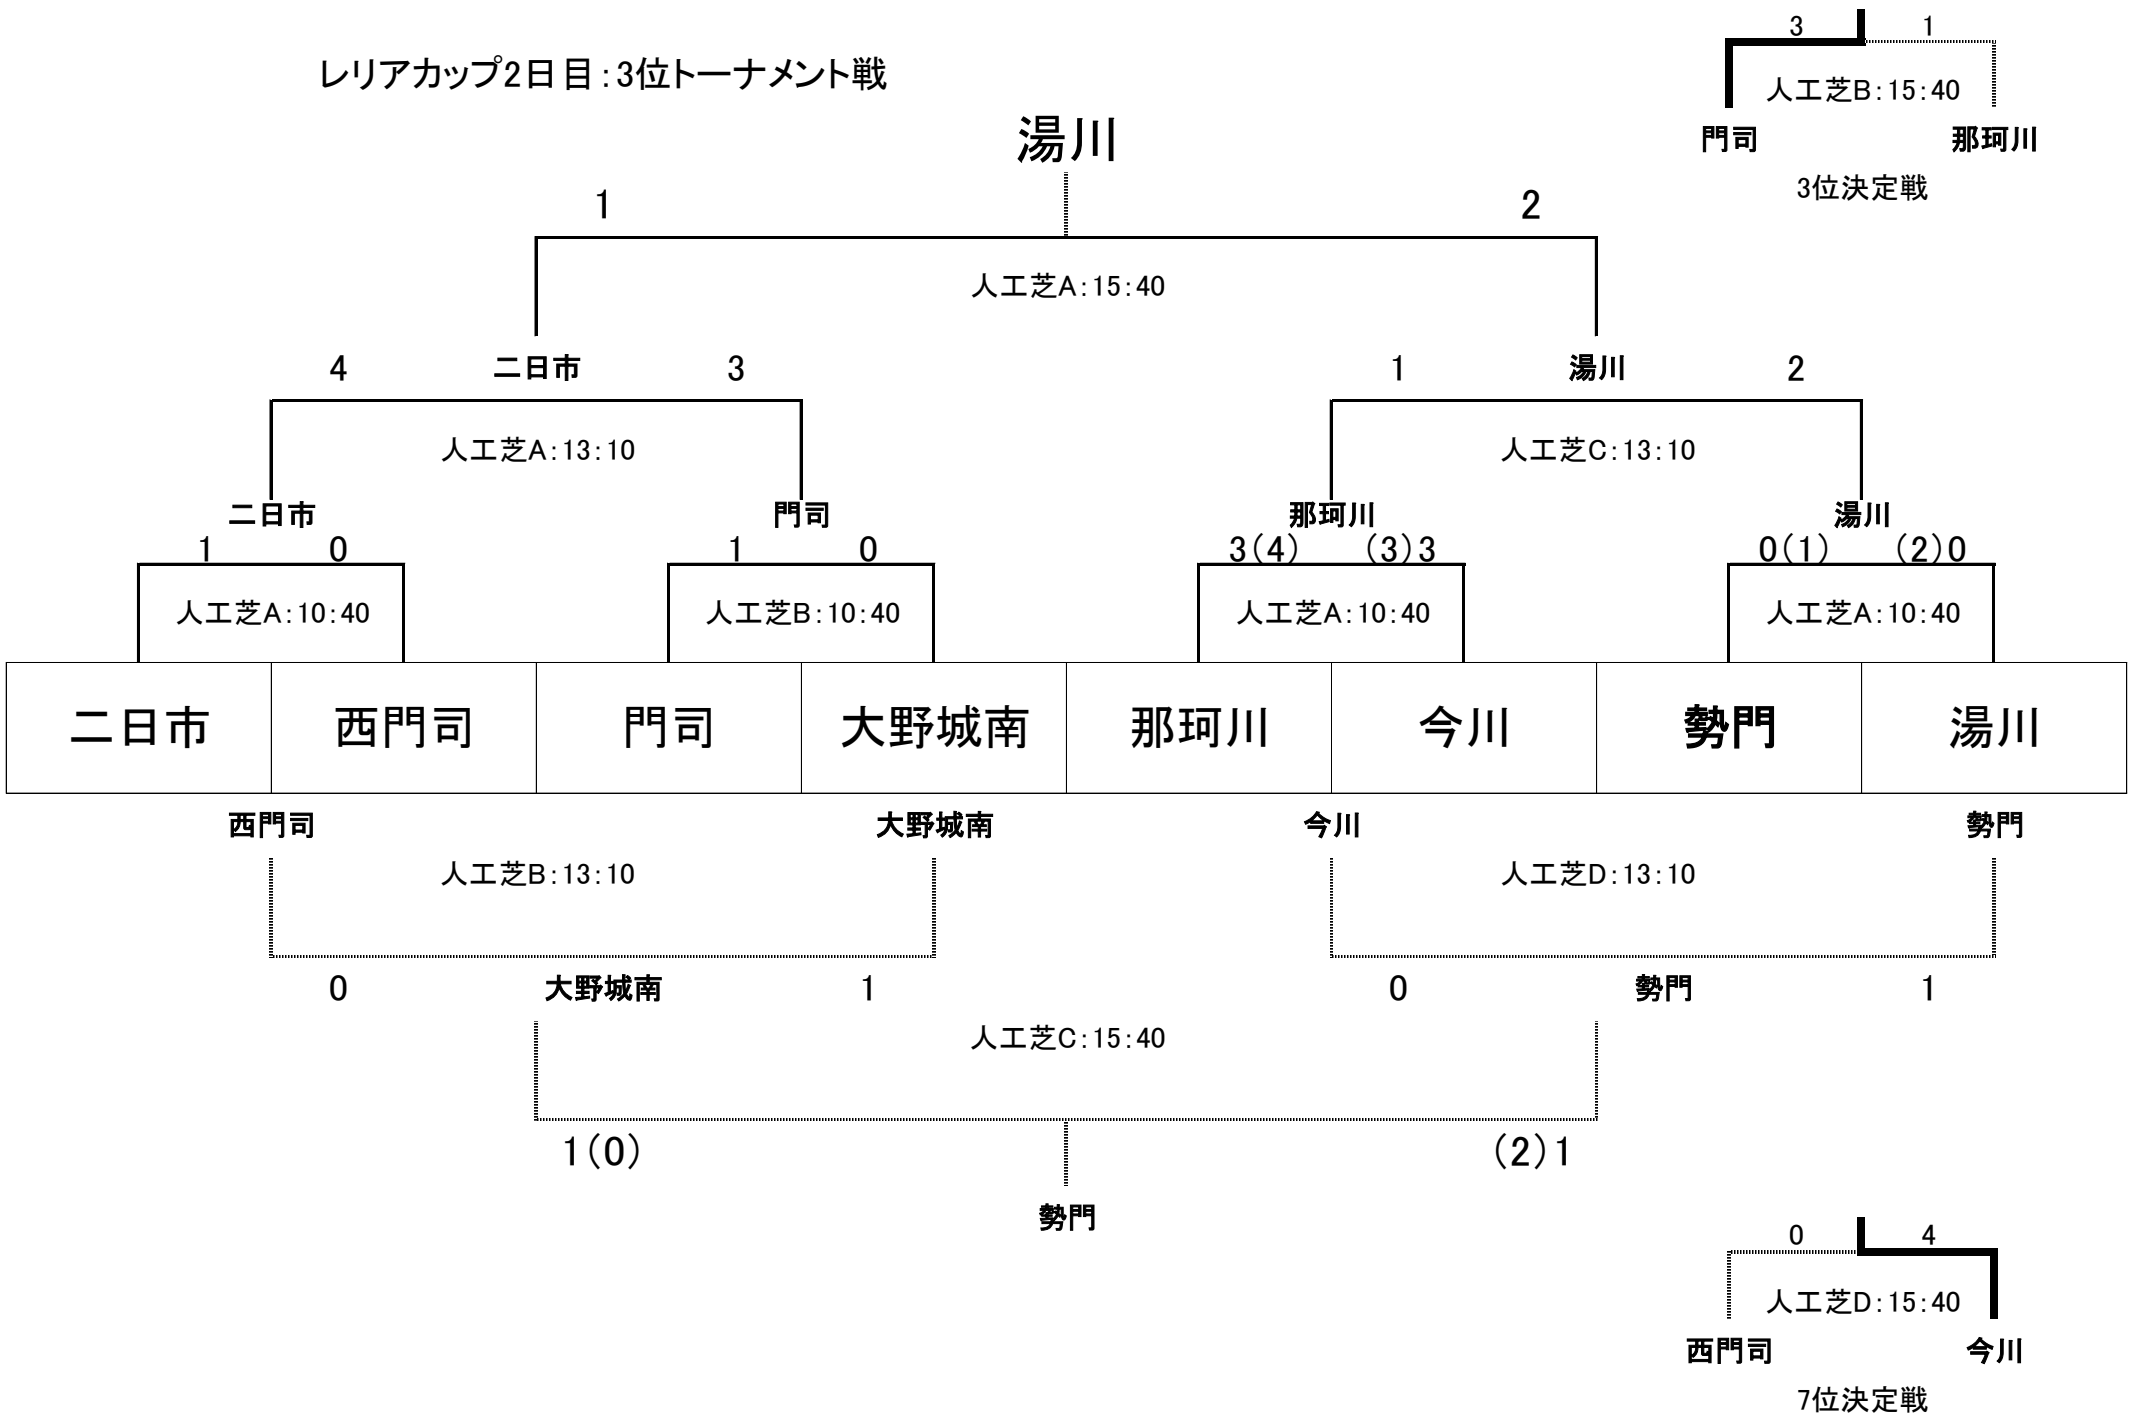 3 1
レリアカップ2日目：3位トーナメント戦
人工芝B：15：40
湯川
門司 那珂川
3位決定戦
1 2
人工芝A：15：40
4 二日市 3 1 湯川 2
人工芝A：13：10 人工芝C：13：10
二日市 門司 那珂川 湯川
1 0 1 0 3(4) (3)3 0(1) (2)0
人工芝A：10：40 人工芝B：10：40 人工芝A：10：40 人工芝A：10：40
二日市 西門司 門司 大野城南 那珂川 今川 勢門 湯川
西門司 大野城南 今川 勢門
人工芝B：13：10 人工芝D：13：10
0 大野城南 1 0 勢門 1
人工芝C：15：40
1(0) (2)1
勢門
0 4
人工芝D：15：40
西門司 今川
7位決定戦